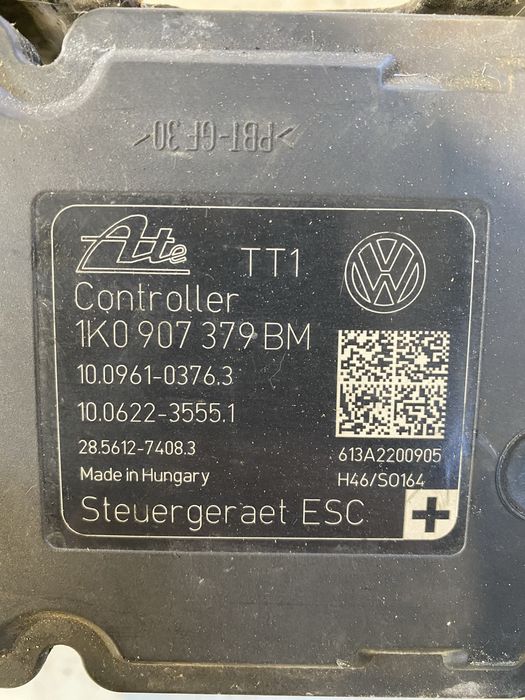 >PBT-GF30<
Ate
TT1
VW
Controller
1K0 907 379 BM
10.0961-0376.3
10.0622-3555.1
28.5612-7408.3
613A2200905
Made in Hungary
H46/S0164
Steuergeraet ESC